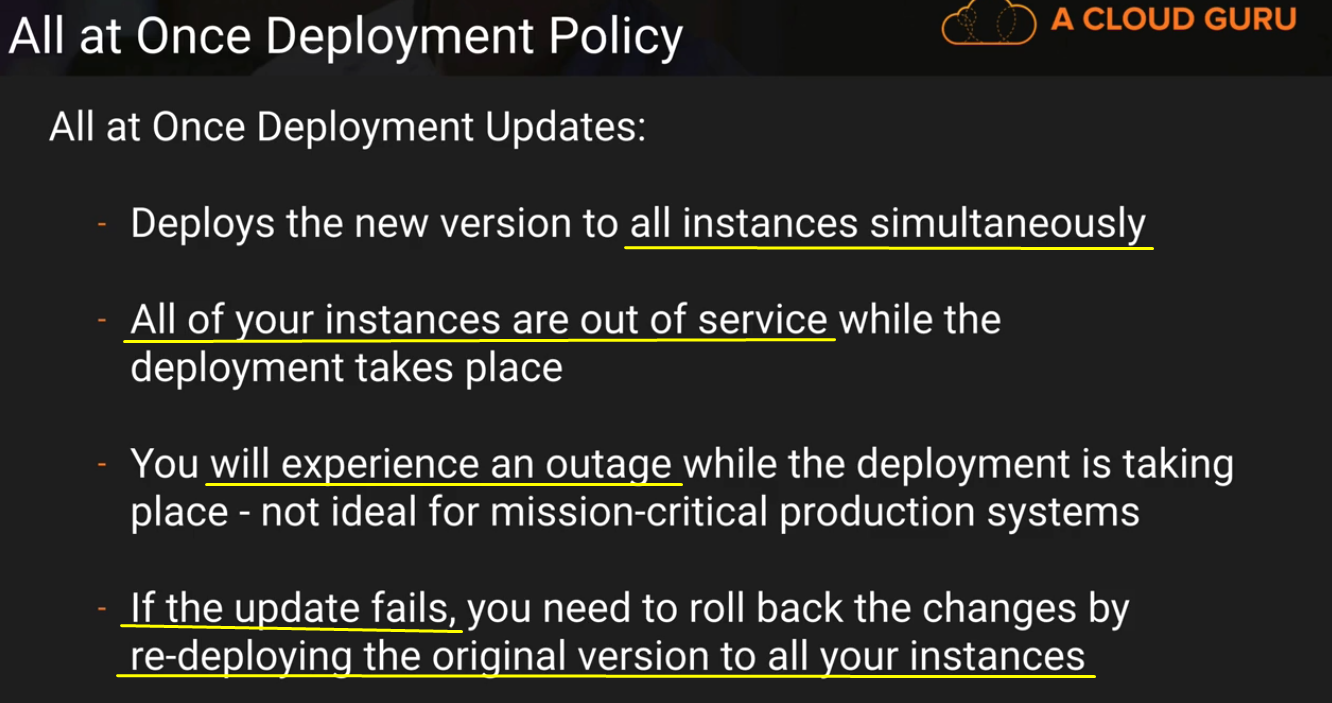 All at Once Deployment Policy
A CLOUD GURU
All at Once Deployment Updates:
- Deploys the new version to all instances simultaneously
- All of your instances are out of service while the
deployment takes place
- You will experience an outage while the deployment is taking
place - not ideal for mission-critical production systems
- If the update fails, you need to roll back the changes by
re-deploying the original version to all your instances